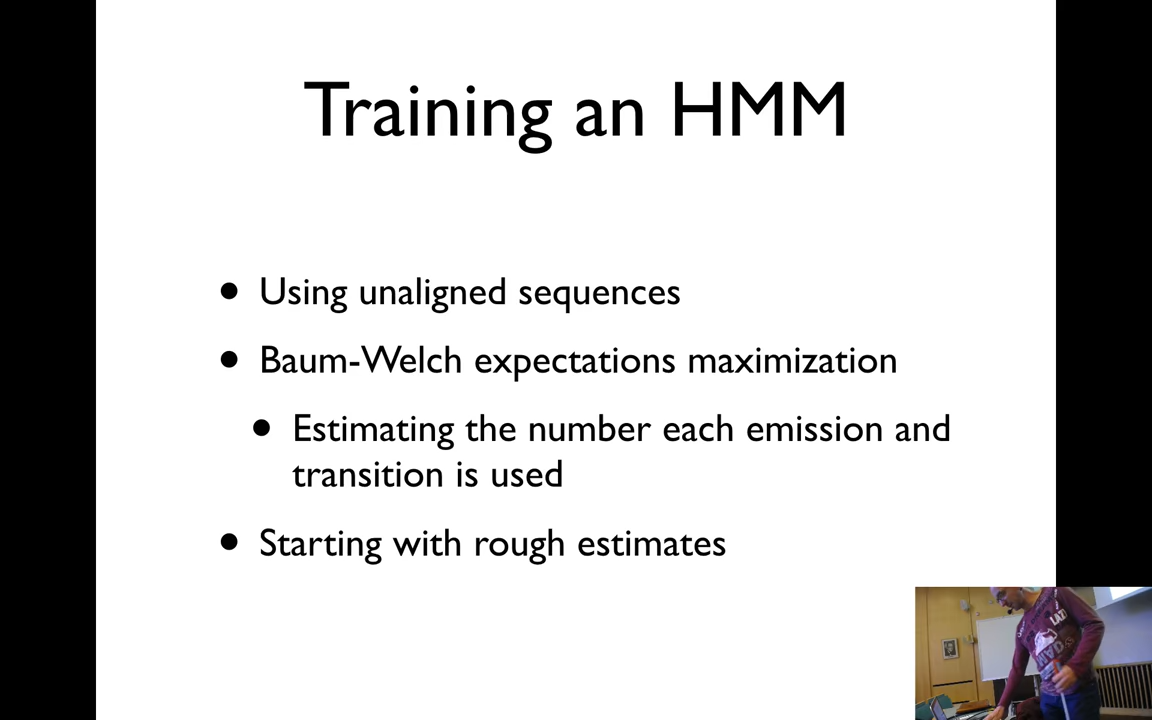 Training an HMM
• Using unaligned sequences
• Baum-Welch expectations maximization
• Estimating the number each emission and
transition is used
• Starting with rough estimates